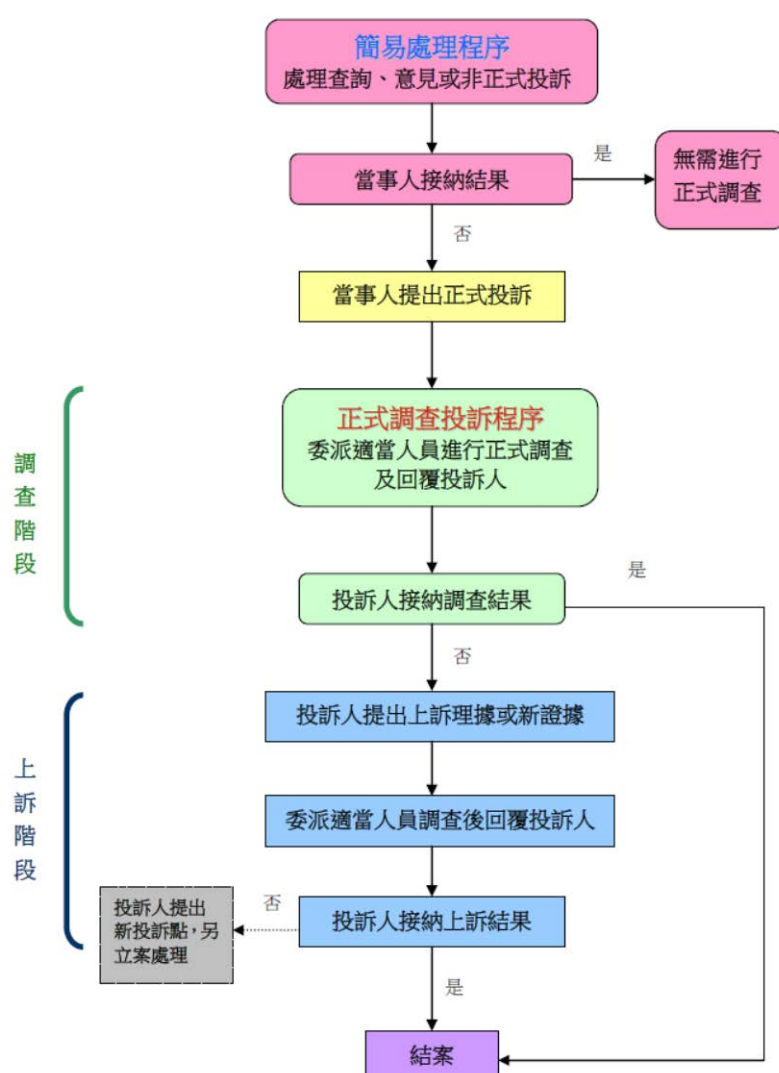 簡易處理程序
處理查詢、意見或非正式投訴
當事人接納結果
是
無需進行
正式調查
否
當事人提出正式投訴
調查階段
正式調查投訴程序
委派適當人員進行正式調查
及回覆投訴人
投訴人接納調查結果
是
否
上訴階段
投訴人提出上訴理據或新證據
委派適當人員調查後回覆投訴人
投訴人接納上訴結果
否
投訴人提出
新投訴點，另
立案處理
是
結案